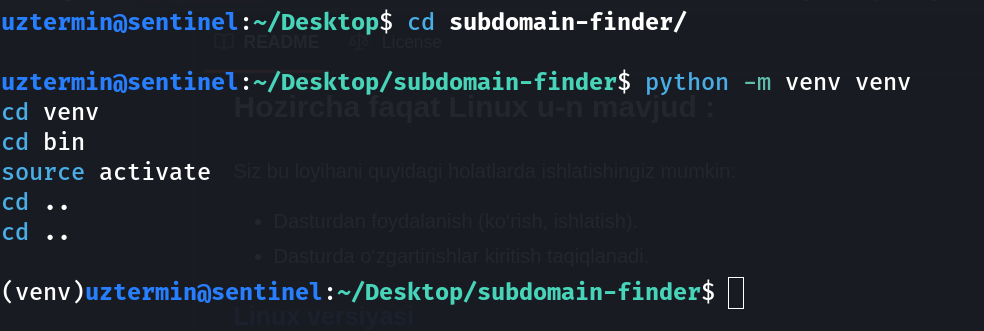 uztermin@sentinel:~/Desktop$ cd subdomain-finder/
README License
uztermin@sentinel:~/Desktop/subdomain-finder$ python -m venv venv
Hozircha faqat Linux u-n mavjud :
cd venv
cd bin
source activate
Siz bu loyihani quyidagi holatlarda ishlatishingiz mumkin:
cd ..
• Dasturdan foydalanish (ko'rish, ishlatish).
cd ..
• Dasturda o'zgartirishlar kiritish taqiqlanadi.
(venv)uztermin@sentinel:~/Desktop/subdomain-finder$
Linux versiyasi